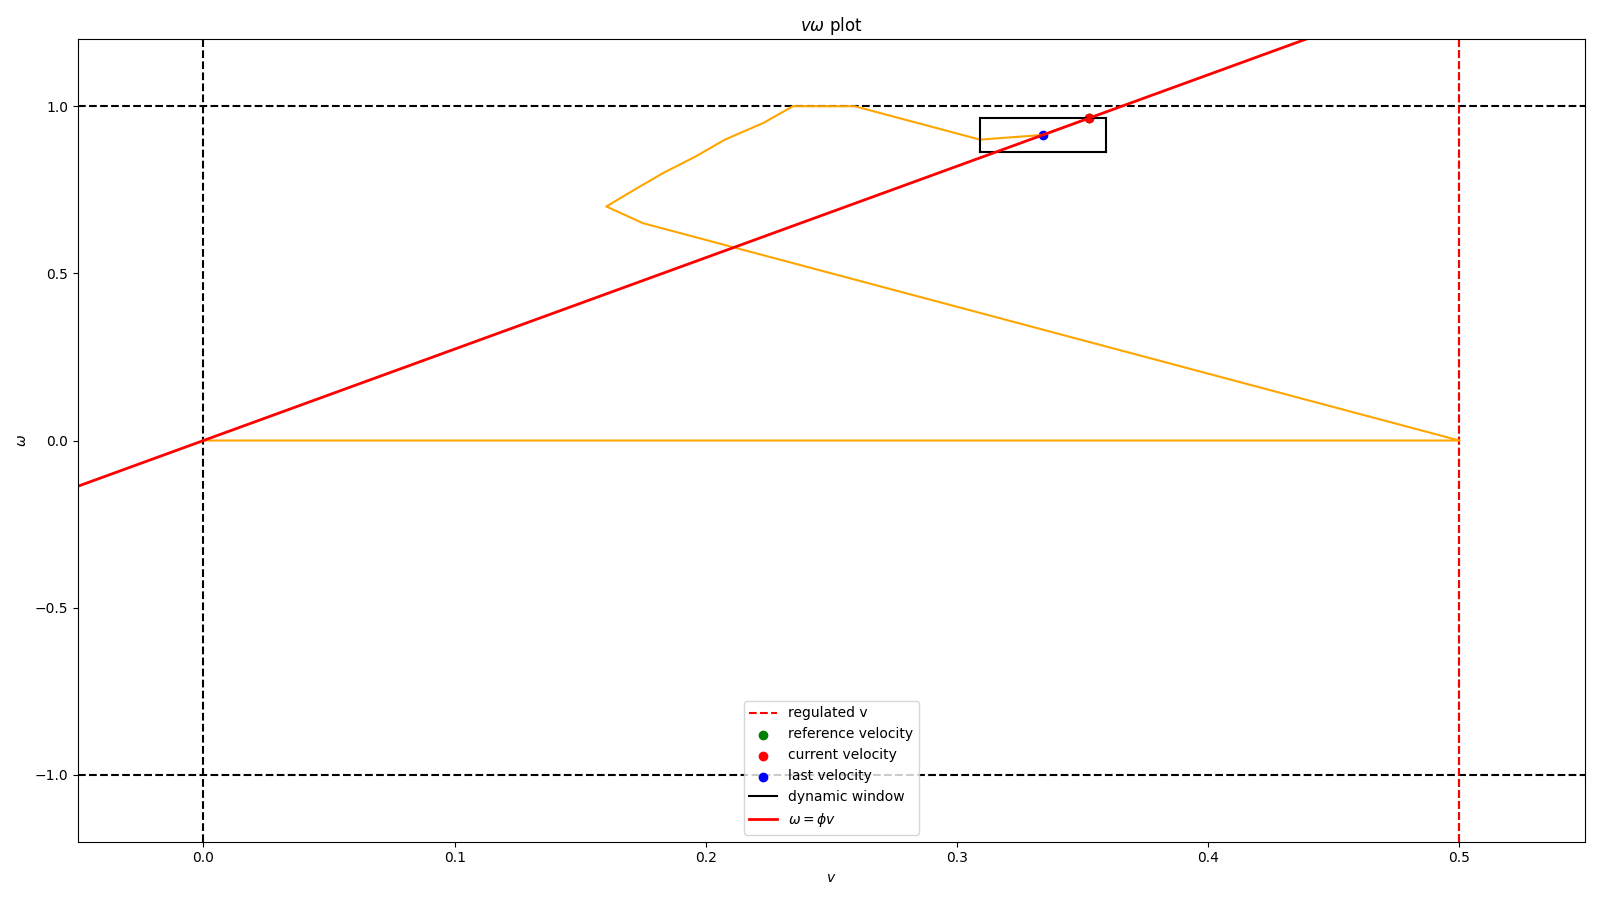 vω plot
1.0
0.5
0.0
−0.5
−1.0
ω
0.0 0.1 0.2 0.3 0.4 0.5
v
regulated v
reference velocity
current velocity
last velocity
dynamic window
ω = ϕv